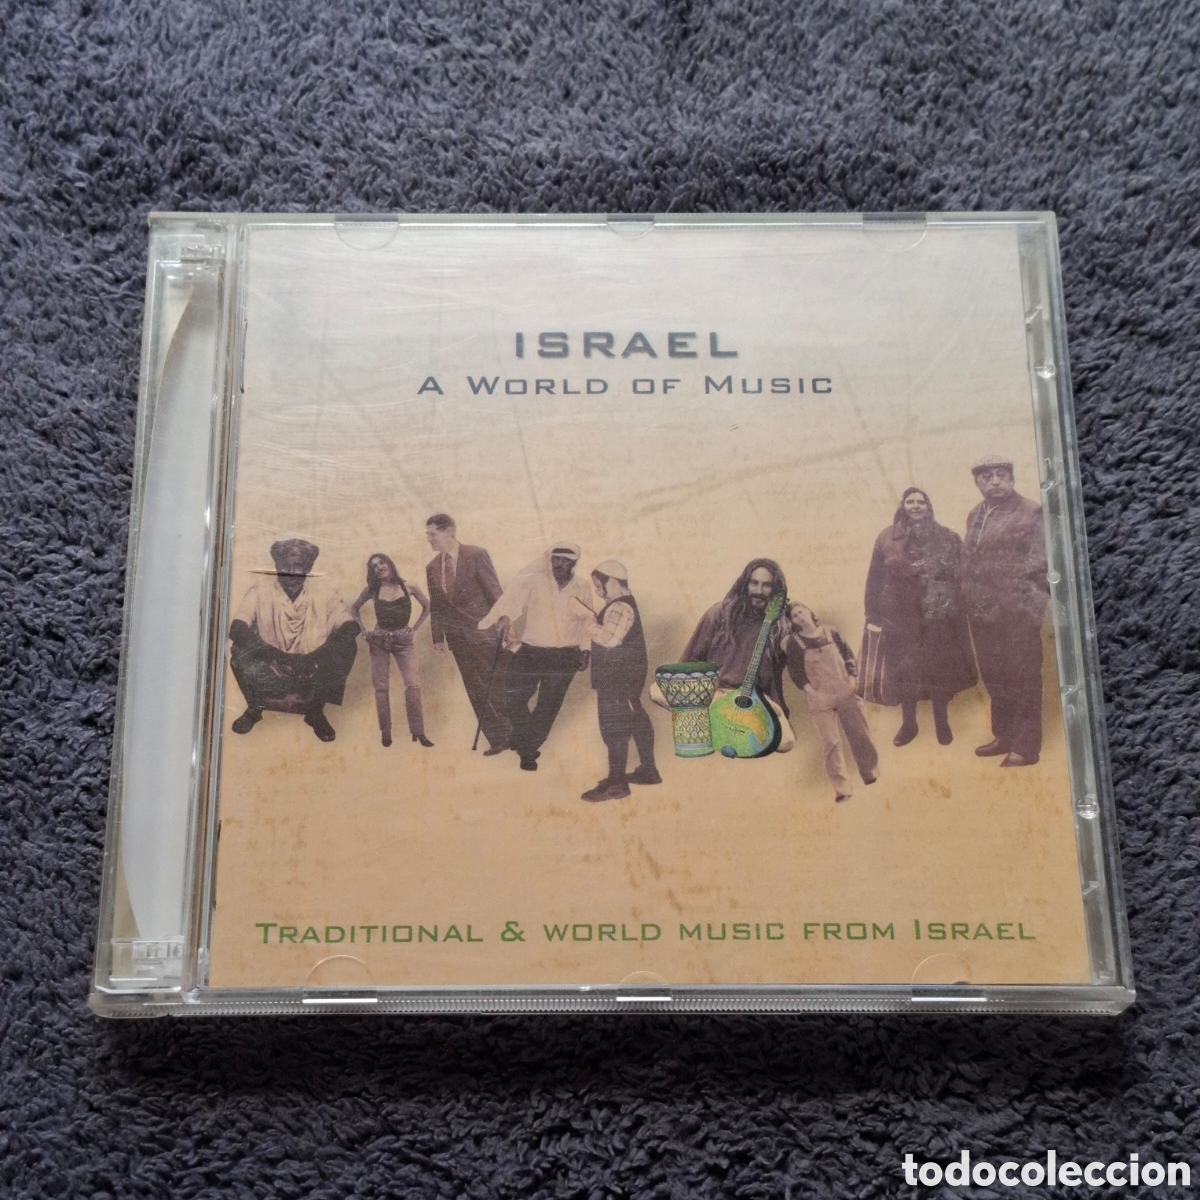 ISRAEL
A WORLD OF MUSIC
TRADITIONAL & WORLD MUSIC FROM ISRAEL
todocoleccion